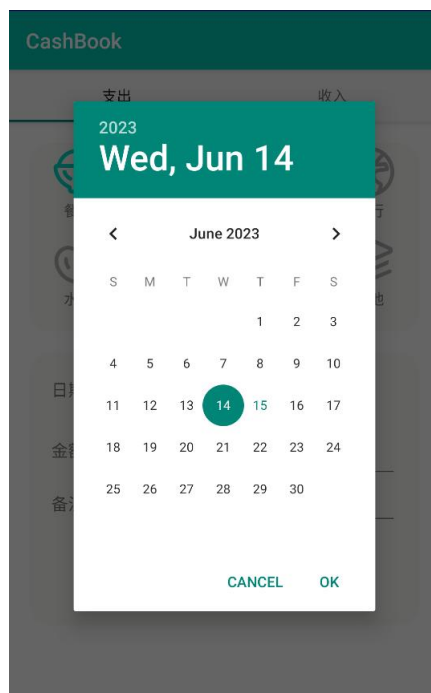 CashBook
支出 收入
2023
Wed, Jun 14
June 2023
S M T W T F S
1 2 3
4 5 6 7 8 9 10
11 12 13 14 15 16 17
18 19 20 21 22 23 24
25 26 27 28 29 30
CANCEL OK